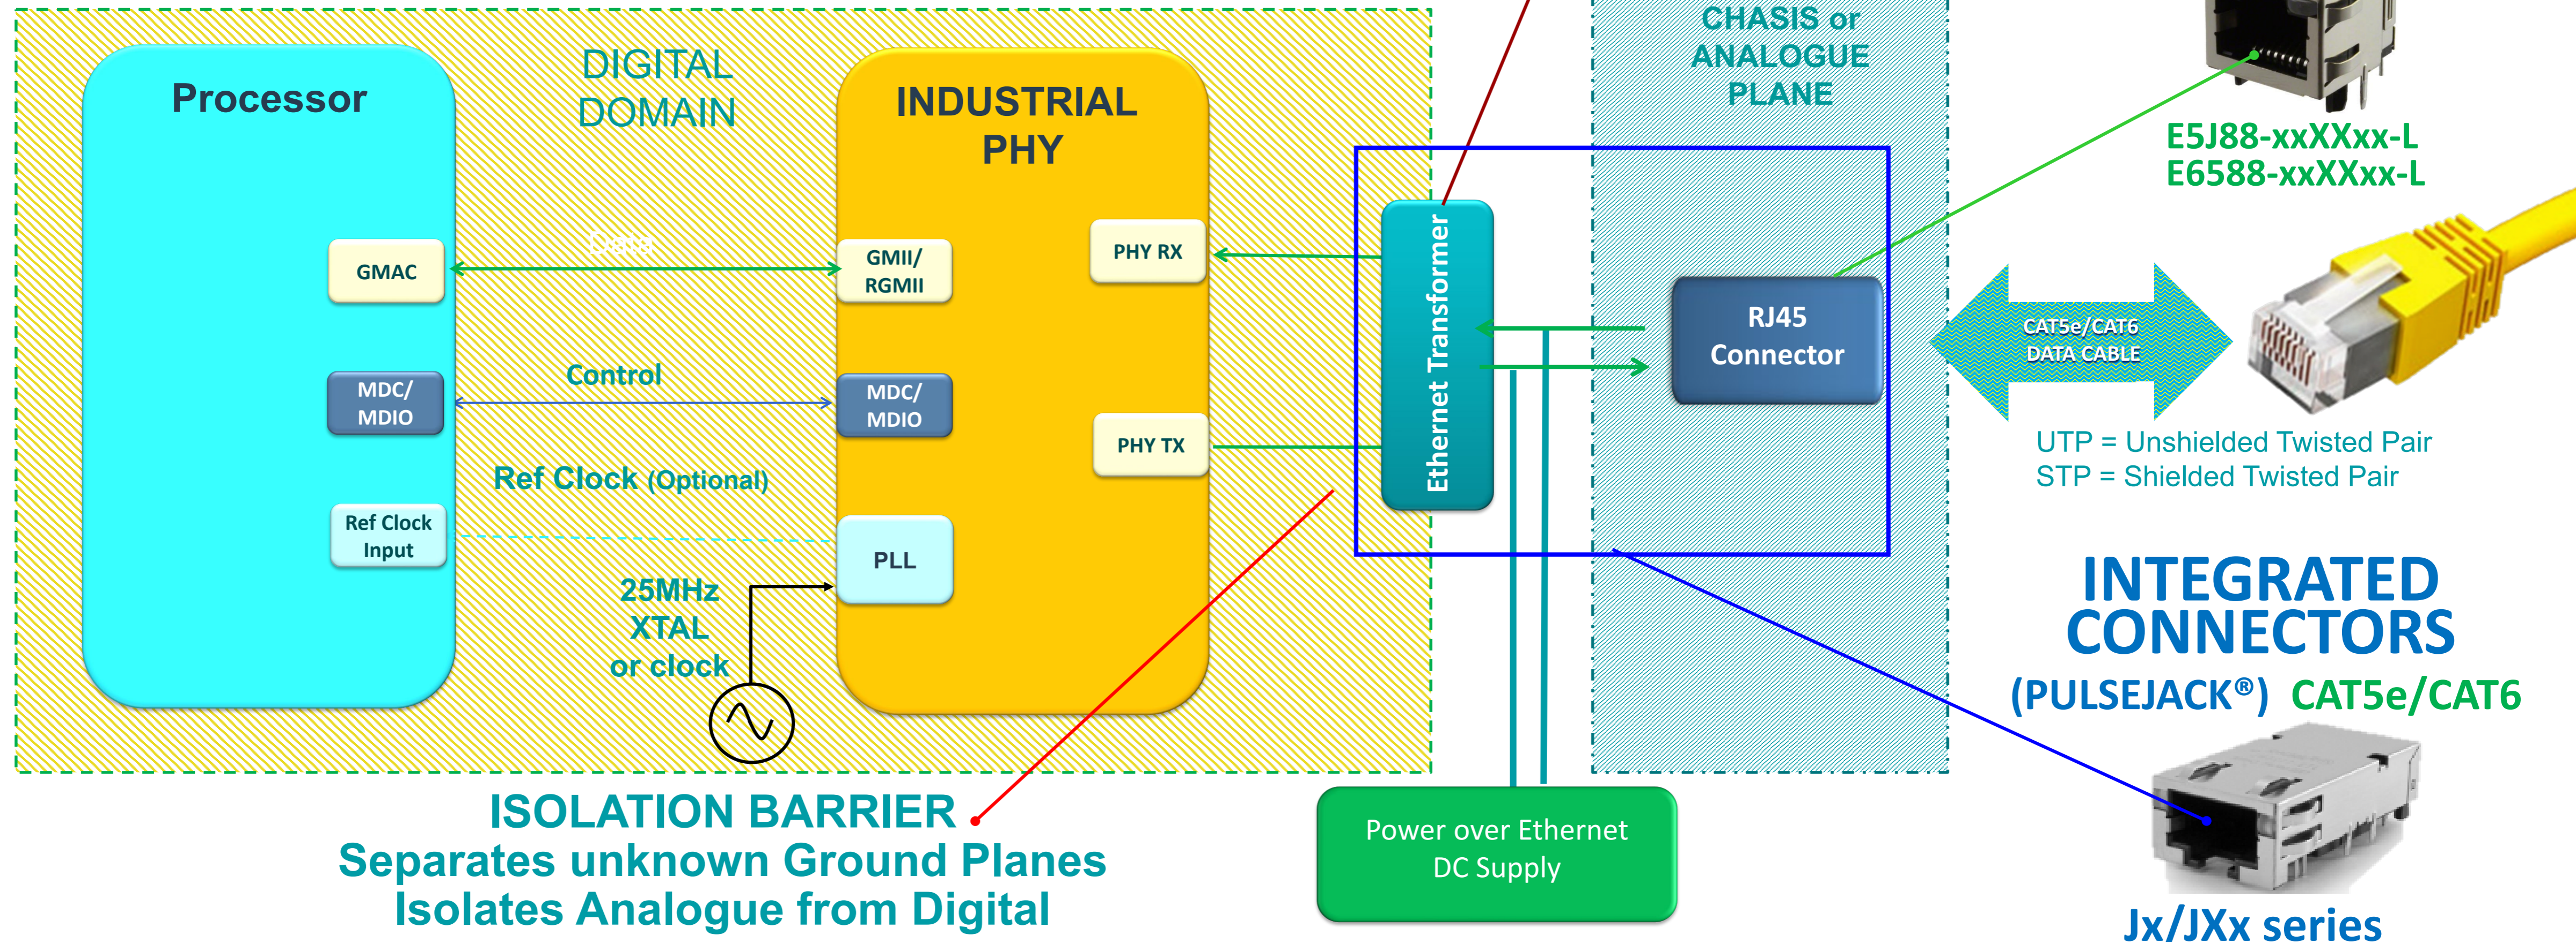 Processor
DIGITAL
DOMAIN
INDUSTRIAL
PHY
CHASIS or
ANALOGUE
PLANE
E5J88-xxXXxx-L
E6588-xxXXxx-L
GMAC
GMII/
RGMII
PHY RX
Ethernet Transformer
RJ45
Connector
CAT5e/CAT6
DATA CABLE
MDC/
MDIO
Control
MDC/
MDIO
PHY TX
UTP = Unshielded Twisted Pair
STP = Shielded Twisted Pair
Ref Clock (Optional)
Ref Clock
Input
PLL
25MHz
XTAL
or clock
INTEGRATED
CONNECTORS
(PULSEJACK®) CAT5e/CAT6
ISOLATION BARRIER
Separates unknown Ground Planes
Isolates Analogue from Digital
Power over Ethernet
DC Supply
Jx/JXx series